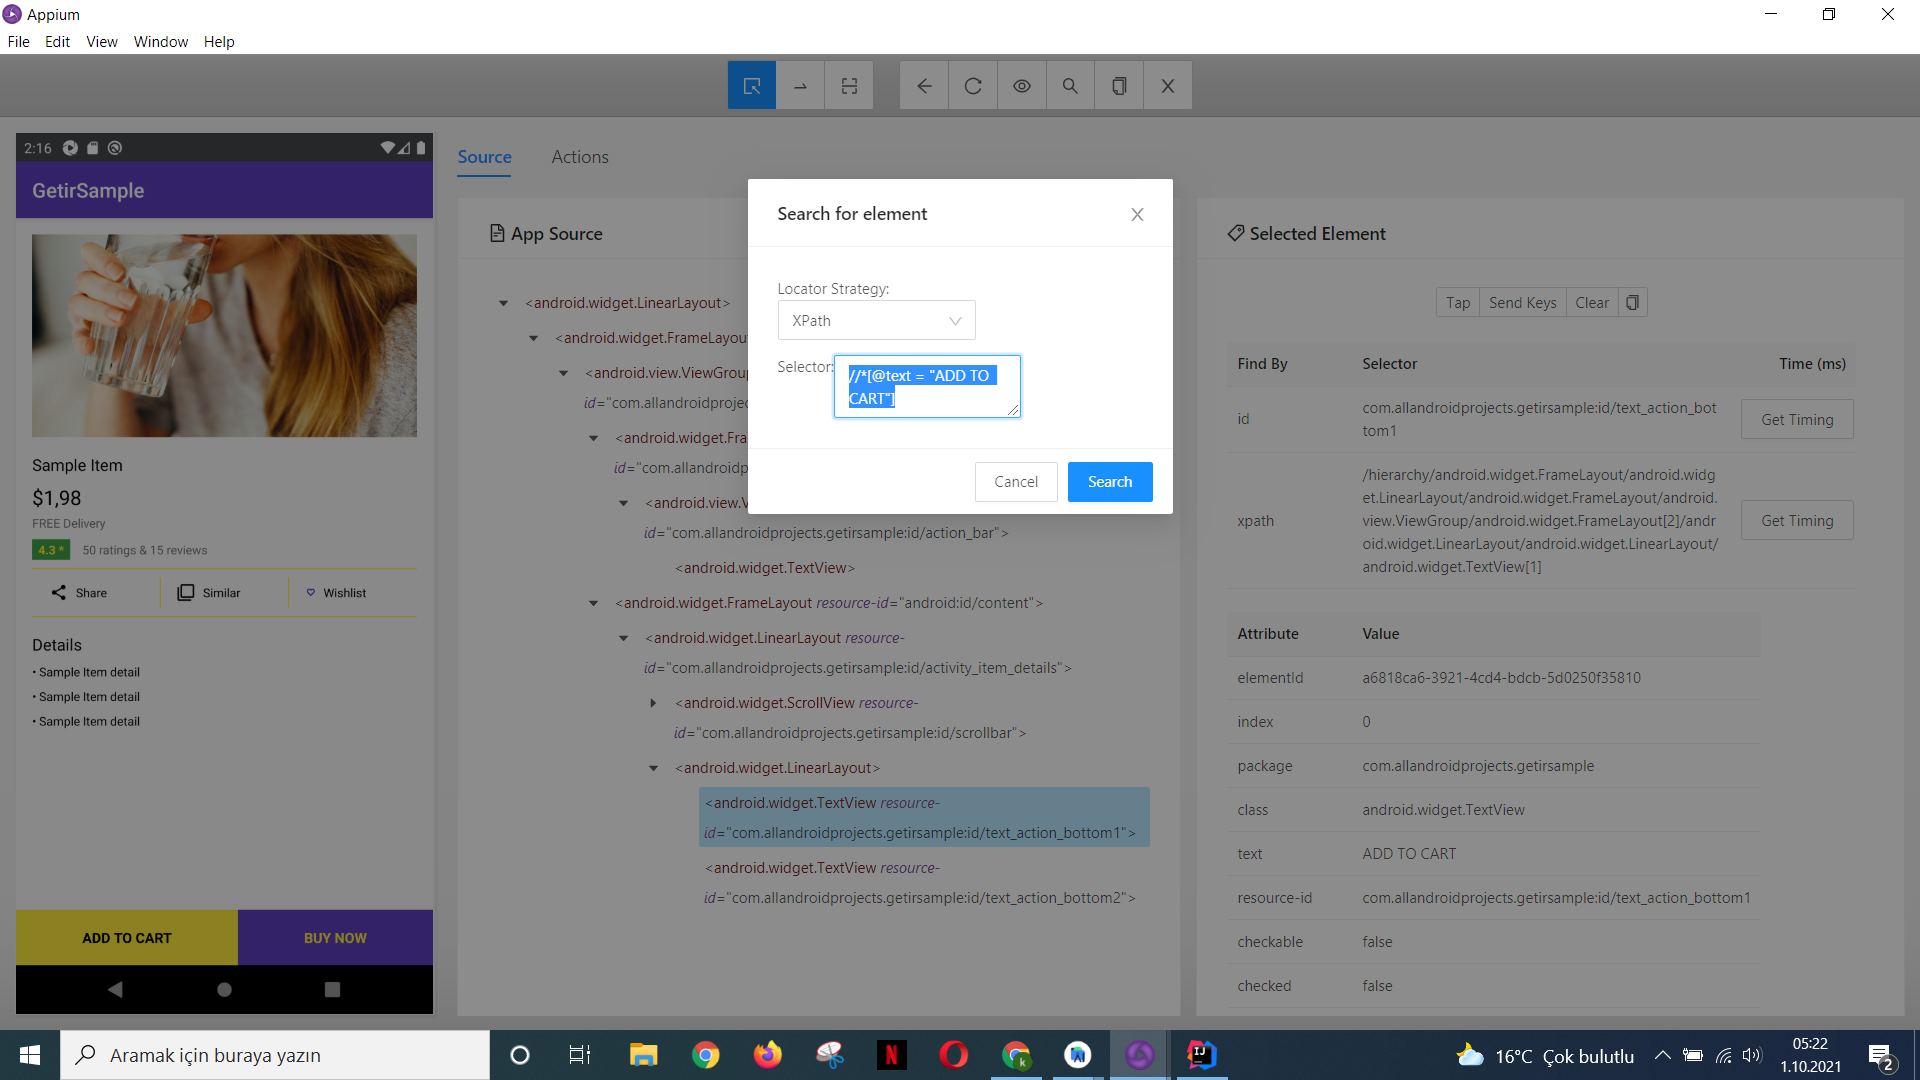 Appium
File Edit View Window Help
2:16
GetirSample
Sample Item
$1,98
FREE Delivery
4.3 * 50 ratings & 15 reviews
Share Similar Wishlist
Details
• Sample Item detail
• Sample Item detail
• Sample Item detail
ADD TO CART BUY NOW
Source Actions
App Source
<android.widget.LinearLayout>
<android.widget.FrameLayou
<android.view.ViewGroup
id="com.allandroidprojec
<android.widget.Fra
id="com.allandroidp
<android.view.V
id="com.allandroidprojects.getirsample:id/action_bar">
<android.widget.TextView>
<android.widget.FrameLayout resource-id="android:id/content">
<android.widget.LinearLayout resource-
id="com.allandroidprojects.getirsample:id/activity_item_details">
<android.widget.ScrollView resource-
id="com.allandroidprojects.getirsample:id/scrollbar">
<android.widget.LinearLayout>
<android.widget.TextView resource-
id="com.allandroidprojects.getirsample:id/text_action_bottom1">
<android.widget.TextView resource-
id="com.allandroidprojects.getirsample:id/text_action_bottom2">
Search for element
Locator Strategy:
XPath
Selector:
//*[@text = "ADD TO
CART"]
Cancel Search
Selected Element
Tap Send Keys Clear
Find By Selector Time (ms)
id
com.allandroidprojects.getirsample:id/text_action_bot
tom1
Get Timing
xpath
/hierarchy/android.widget.FrameLayout/android.widg
et.LinearLayout/android.widget.FrameLayout/android.
view.ViewGroup/android.widget.FrameLayout[2]/andr
oid.widget.LinearLayout/android.widget.LinearLayout/
android.widget.TextView[1]
Get Timing
Attribute Value
elementId a6818ca6-3921-4cd4-bdcb-5d0250f35810
index 0
package com.allandroidprojects.getirsample
class android.widget.TextView
text ADD TO CART
resource-id com.allandroidprojects.getirsample:id/text_action_bottom1
checkable false
checked false
Aramak için buraya yazın
N
k
IJ
16°C Çok bulutlu
05:22
1.10.2021
2